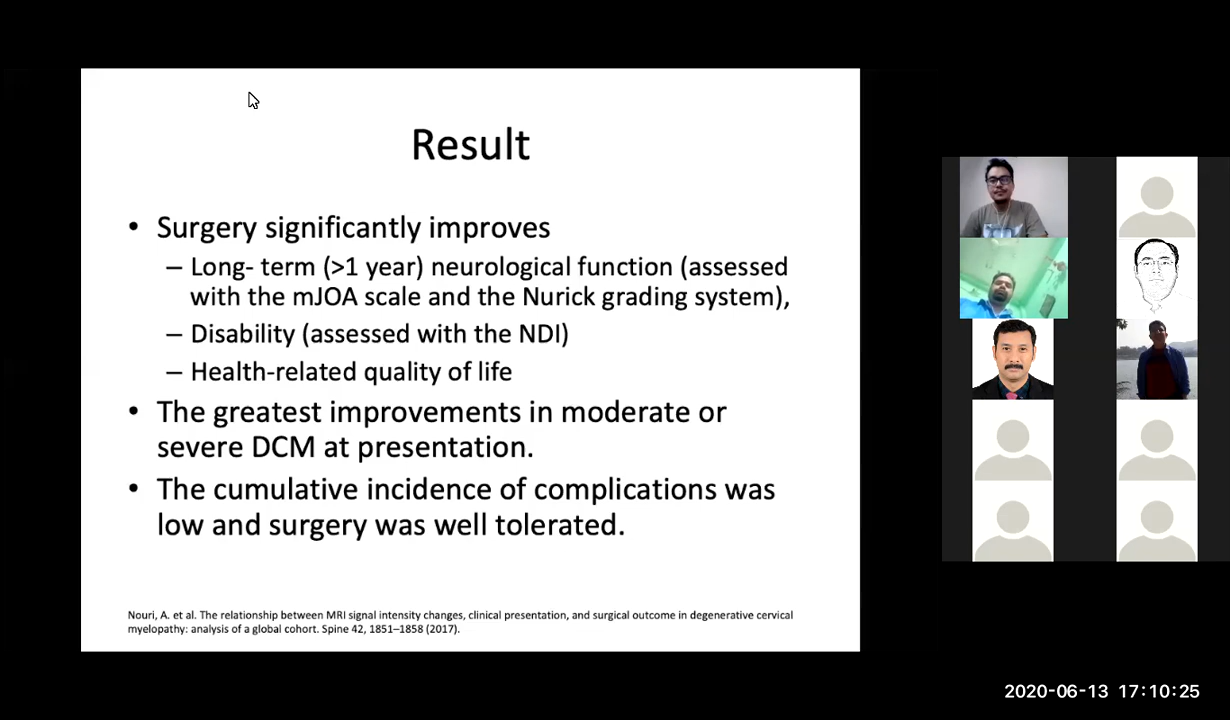 Result
• Surgery significantly improves
– Long- term (>1 year) neurological function (assessed
with the mJOA scale and the Nurick grading system),
– Disability (assessed with the NDI)
– Health-related quality of life
• The greatest improvements in moderate or
severe DCM at presentation.
• The cumulative incidence of complications was
low and surgery was well tolerated.
Nouri, A. et al. The relationship between MRI signal intensity changes, clinical presentation, and surgical outcome in degenerative cervical
myelopathy: analysis of a global cohort. Spine 42, 1851–1858 (2017).
2020-06-13 17:10:25